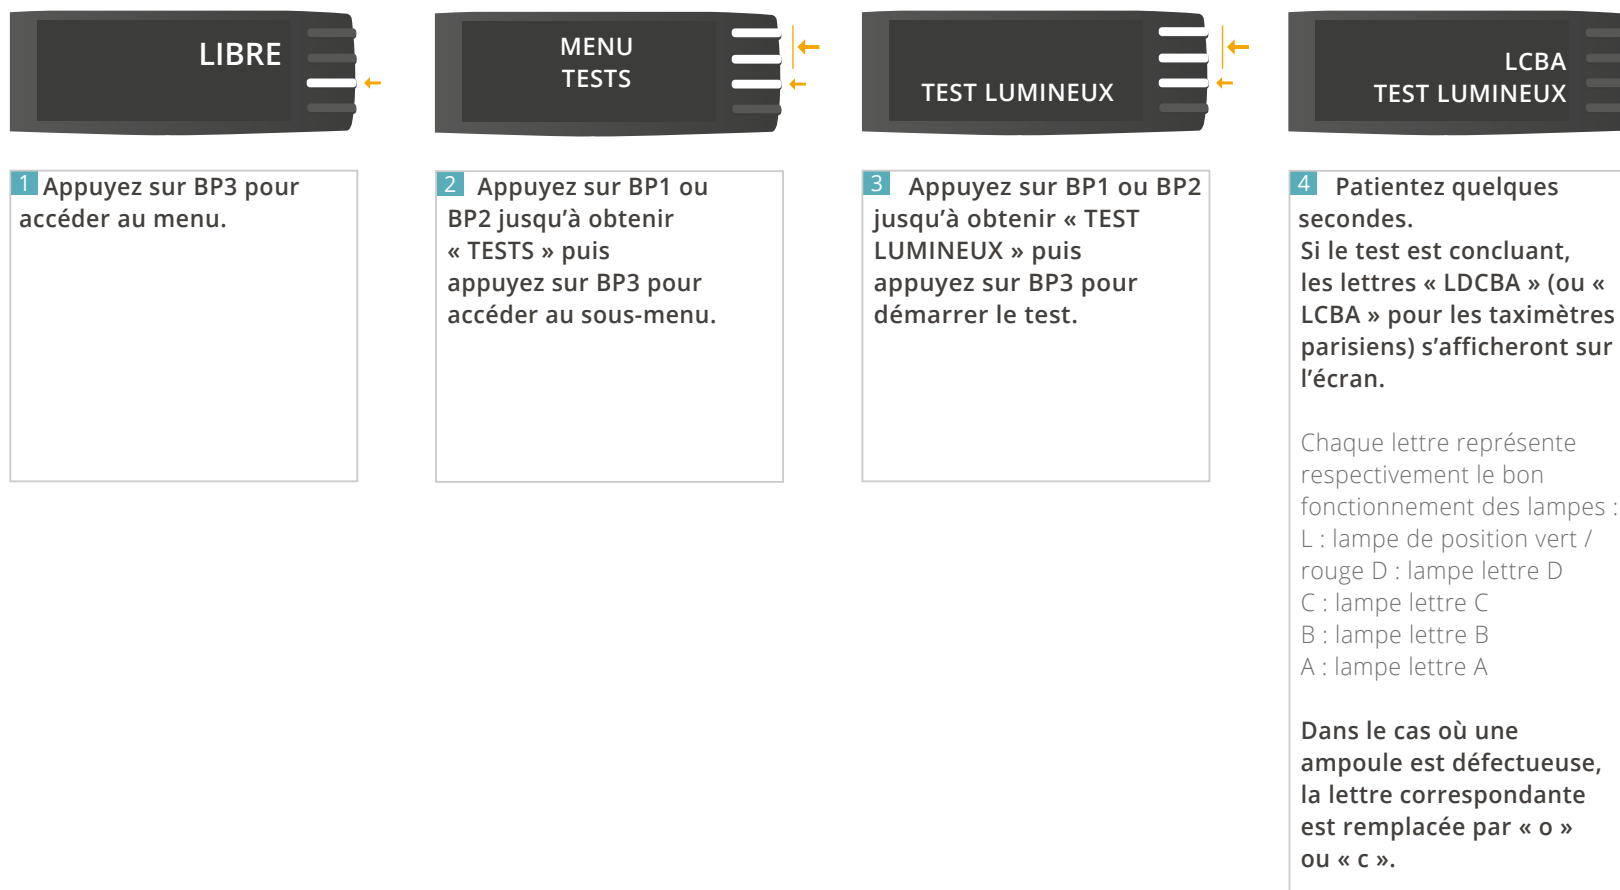 LIBRE
MENU
TESTS
TEST LUMINEUX
LCBA
TEST LUMINEUX
1 Appuyez sur BP3 pour
accéder au menu.
2 Appuyez sur BP1 ou
BP2 jusqu’à obtenir
« TESTS » puis
appuyez sur BP3 pour
accéder au sous-menu.
3 Appuyez sur BP1 ou BP2
jusqu’à obtenir « TEST
LUMINEUX » puis
appuyez sur BP3 pour
démarrer le test.
4 Patientez quelques
secondes.
Si le test est concluant,
les lettres « LDCBA » (ou «
LCBA » pour les taximètres
parisiens) s’afficheront sur
l’écran.
Chaque lettre représente
respectivement le bon
fonctionnement des lampes :
L : lampe de position vert /
rouge D : lampe lettre D
C : lampe lettre C
B : lampe lettre B
A : lampe lettre A
Dans le cas où une
ampoule est défectueuse,
la lettre correspondante
est remplacée par « o »
ou « c ».